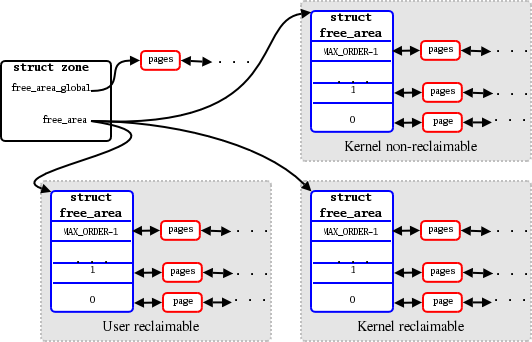 struct zone
free_area_global
free_area
pages
. . . .
struct
free_area
MAX_ORDER-1
pages
. . .
. . .
1
pages
. . .
0
page
. . .
Kernel non-reclaimable
struct
free_area
MAX_ORDER-1
pages
. . .
. . .
1
pages
. . .
0
page
. . .
User reclaimable
struct
free_area
MAX_ORDER-1
pages
. . .
. . .
1
pages
. . .
0
page
. . .
Kernel reclaimable